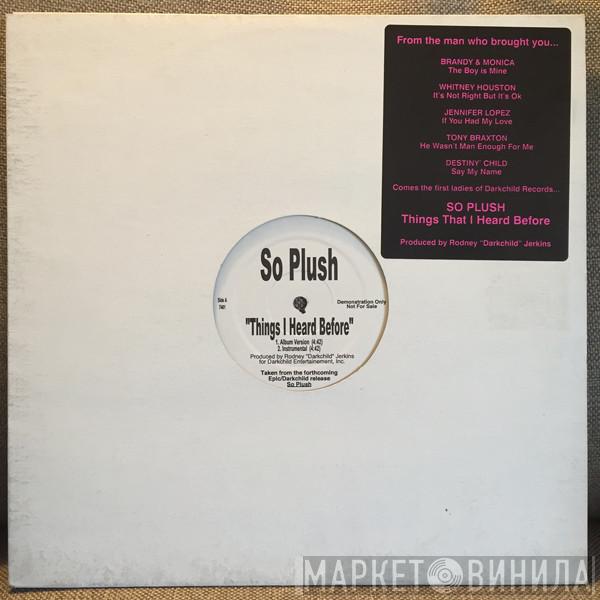 From the man who brought you...
BRANDY & MONICA
The Boy is Mine
WHITNEY HOUSTON
It's Not Right But It's Ok
JENNIFER LOPEZ
If You Had My Love
TONY BRAXTON
He Wasn't Man Enough For Me
DESTINY' CHILD
Say My Name
Comes the first ladies of Darkchild Records...
SO PLUSH
Things That I Heard Before
Produced by Rodney "Darkchild" Jerkins
So Plush
Side A
7401
Demonstration Only
Not For Sale
"Things I Heard Before"
1. Album Version (4:42)
2. Instrumental (4:42)
Produced by Rodney "Darkchild" Jerkins
for Darkchild Entertainement, Inc.
Taken from the forthcoming
Epic/Darkchild release
So Plush
МАРКЕТ ВИНИЛА